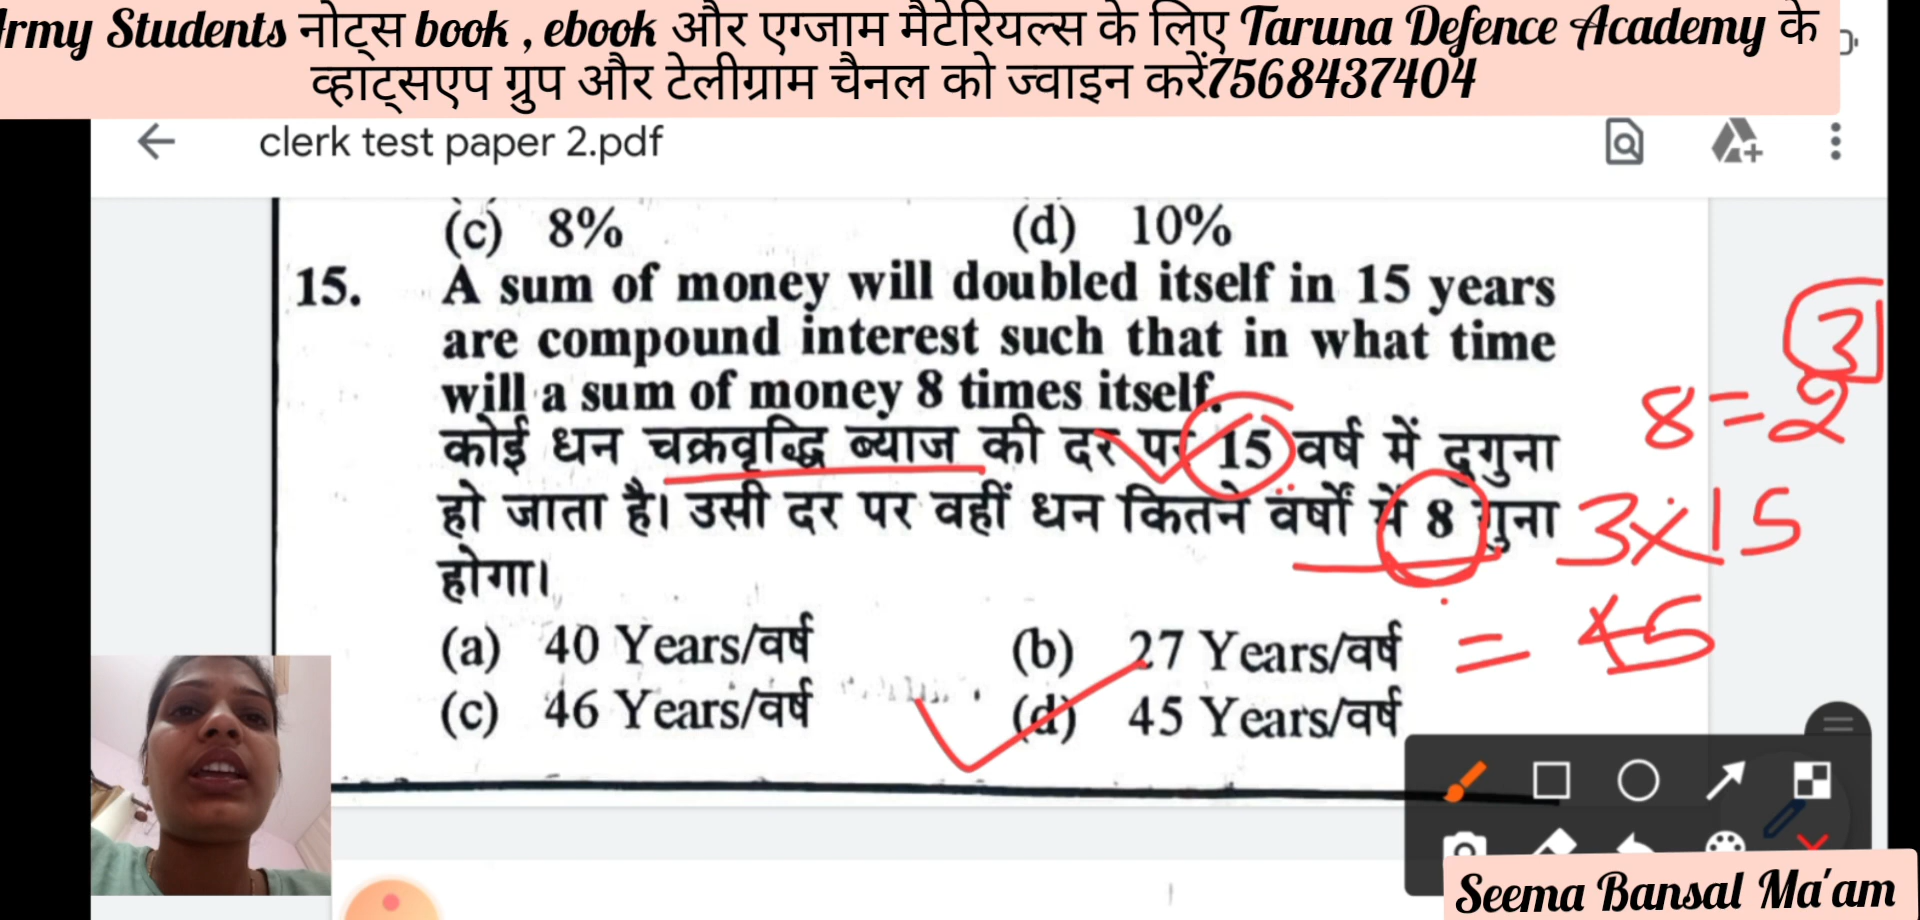 rmy Students नोट्स book , ebook और एग्जाम मैटेरियल्स के लिए Taruna Defence Academy के
व्हाट्सएप ग्रुप और टेलीग्राम चैनल को ज्वाइन करें7568437404
clerk test paper 2.pdf
(c) 8% (d) 10%
15. A sum of money will doubled itself in 15 years
are compound interest such that in what time
will a sum of money 8 times itself.
कोई धन चक्रवृद्धि ब्याज की दर पर 15 वर्ष में दुगुना
हो जाता है। उसी दर पर वहीं धन कितने वर्षों में 8 गुना
होगा।
(a) 40 Years/वर्ष (b) 27 Years/वर्ष
(c) 46 Years/वर्ष (d) 45 Years/वर्ष
3
8=2
3×15
= 45
Seema Bansal Ma'am